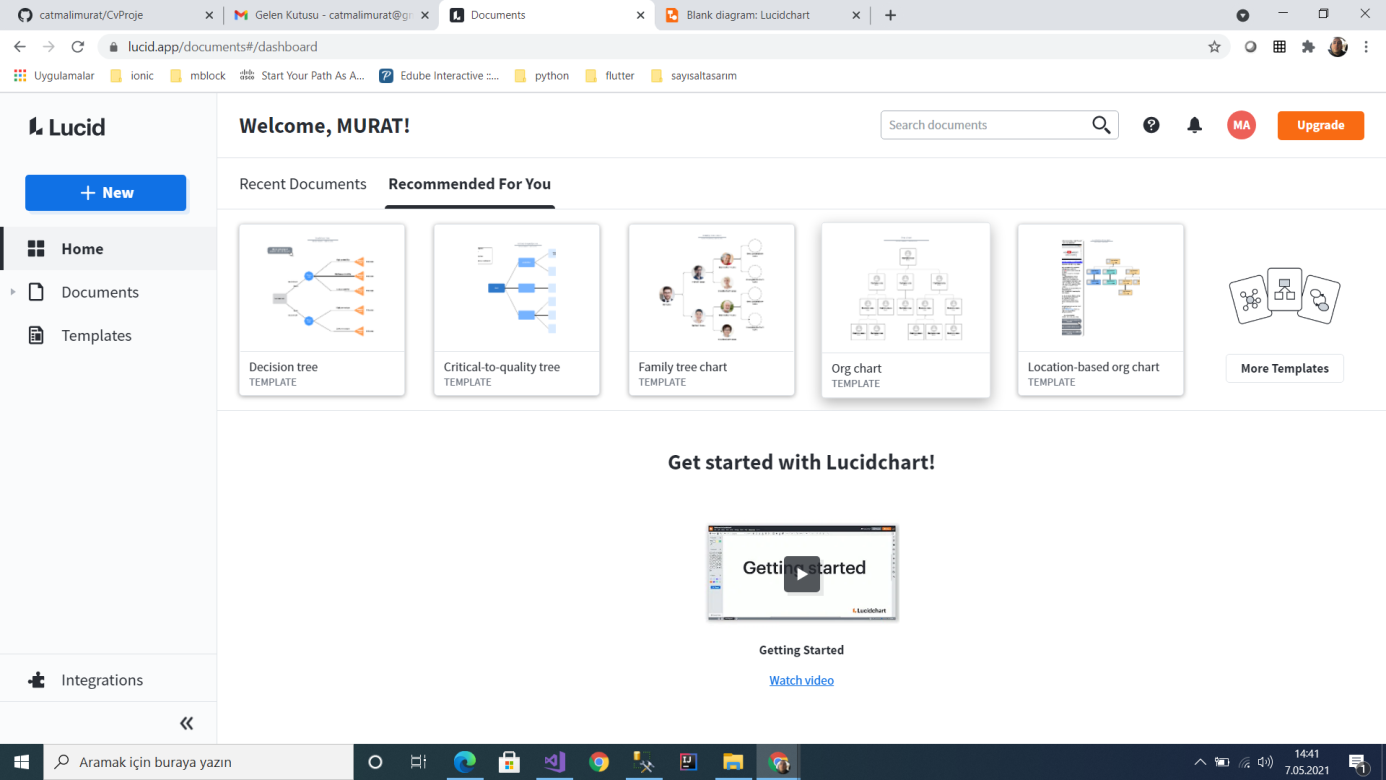 catmalimurat/CvProje
Gelen Kutusu - catmalimurat@gm
Documents
Blank diagram: Lucidchart
lucid.app/documents#/dashboard
Uygulamalar
ionic
mblock
Start Your Path As A...
Edube Interactive ::...
python
flutter
sayısaltasarım
Lucid
Welcome, MURAT!
Search documents
MA
Upgrade
New
Recent Documents
Recommended For You
Home
Documents
Templates
Decision tree
TEMPLATE
Critical-to-quality tree
TEMPLATE
Family tree chart
TEMPLATE
Org chart
TEMPLATE
Location-based org chart
TEMPLATE
More Templates
Get started with Lucidchart!
Getting started
Lucidchart
Getting Started
Watch video
Integrations
Aramak için buraya yazın
14:41
7.05.2021
1